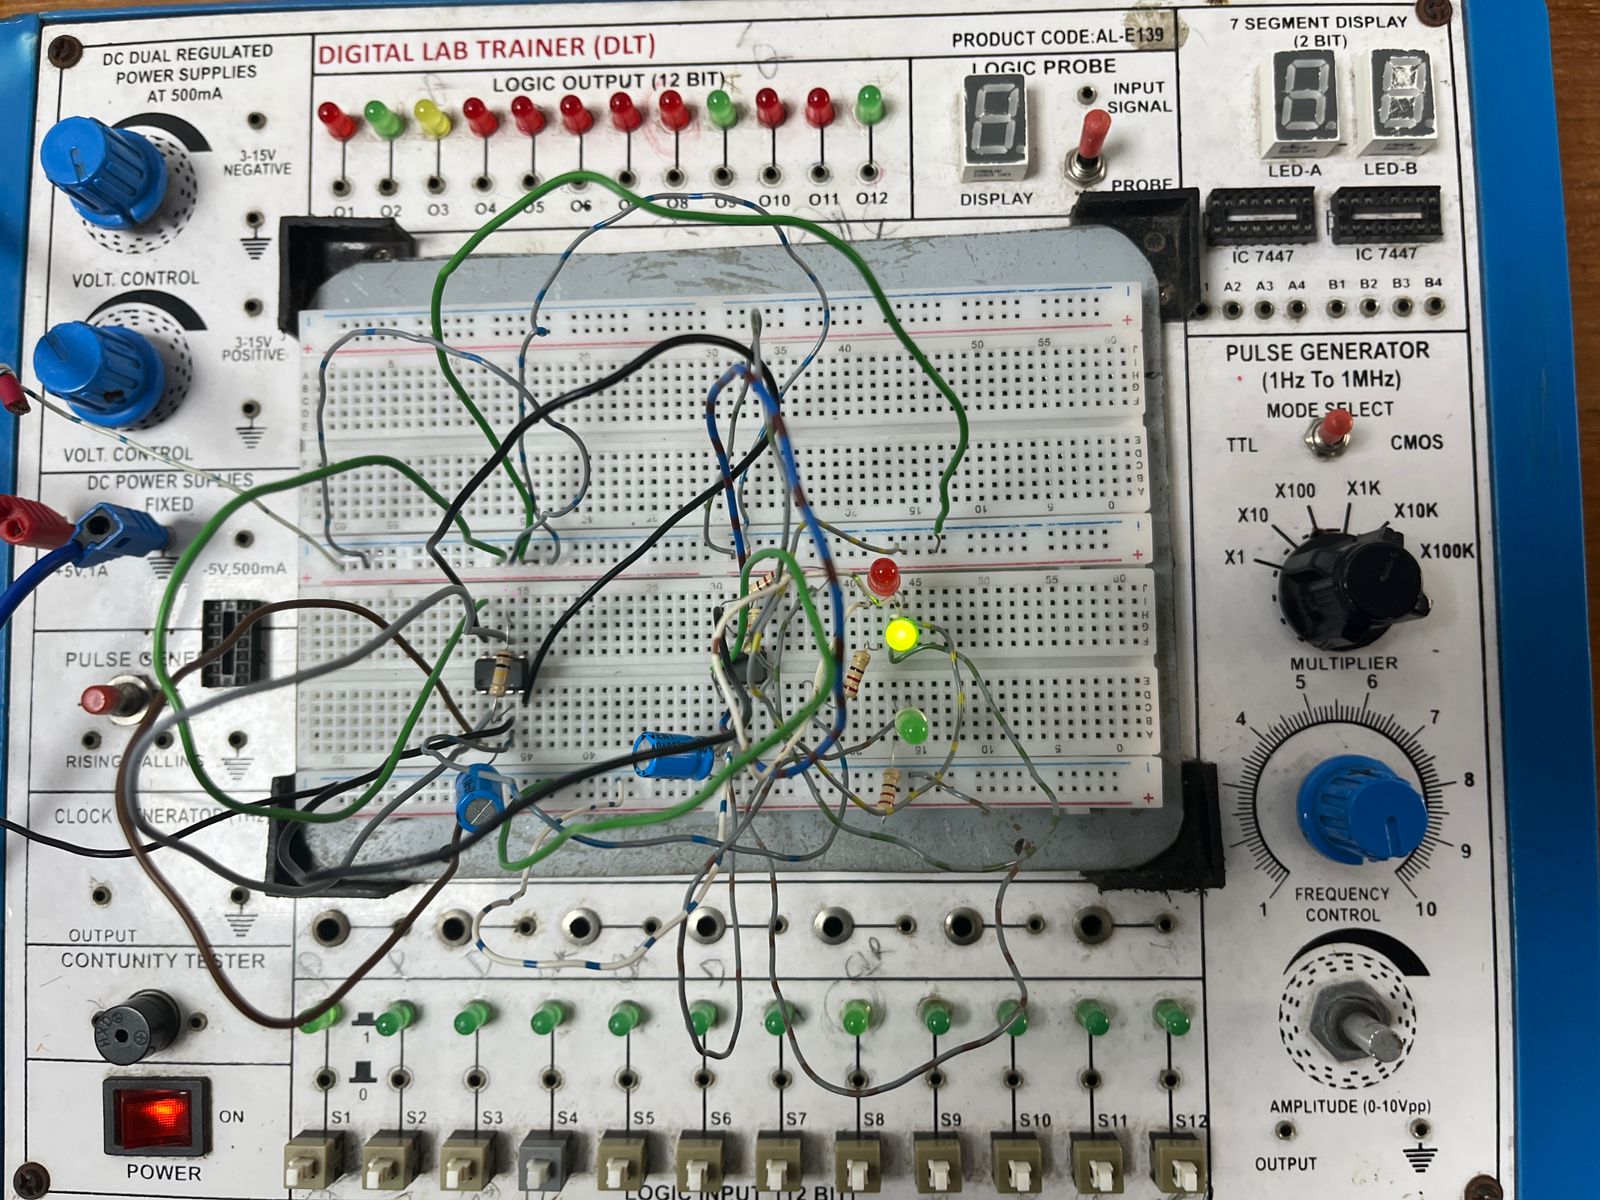 DC DUAL REGULATED
POWER SUPPLIES
AT 500mA
3-15V
NEGATIVE
VOLT. CONTROL
3-15V
POSITIVE
VOLT. CONTROL
DC POWER SUPLIES
FIXED
+5V,1A
-5V,500mA
RISING
OUTPUT
CONTUNITY TESTER
ON
POWER
DIGITAL LAB TRAINER (DLT)
PRODUCT CODE:AL-E139
LOGIC OUTPUT (12 BIT)
O1 O2 O3 O4 O5 O6 O8 O9 O10 O11 O12
LOGIC PROBE
INPUT
SIGNAL
PROBE
DISPLAY
7 SEGMENT DISPLAY
(2 BIT)
LED-A LED-B
IC 7447 IC 7447
A2 A3 A4 B1 B2 B3 B4
PULSE GENERATOR
(1Hz To 1MHz)
MODE SELECT
TTL CMOS
X1 X10 X100 X1K X10K X100K
MULTIPLIER
1 4 5 6 7 8 9 10
FREQUENCY
CONTROL
AMPLITUDE (0-10Vpp)
OUTPUT
1
0
S1 S2 S3 S4 S5 S6 S7 S8 S9 S10 S11 S12
LOGIC INPUT (12 BIT)